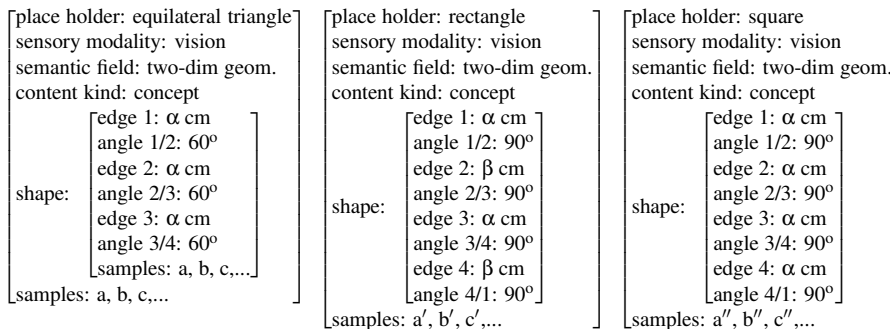 place holder: equilateral triangle
sensory modality: vision
semantic field: two-dim geom.
content kind: concept
shape:
edge 1: α cm
angle 1/2: 60º
edge 2: α cm
angle 2/3: 60º
edge 3: α cm
angle 3/4: 60º
samples: a, b, c,...
samples: a, b, c,...
place holder: rectangle
sensory modality: vision
semantic field: two-dim geom.
content kind: concept
shape:
edge 1: α cm
angle 1/2: 90º
edge 2: β cm
angle 2/3: 90º
edge 3: α cm
angle 3/4: 90º
edge 4: β cm
angle 4/1: 90º
samples: a′, b′, c′,...
place holder: square
sensory modality: vision
semantic field: two-dim geom.
content kind: concept
shape:
edge 1: α cm
angle 1/2: 90º
edge 2: α cm
angle 2/3: 90º
edge 3: α cm
angle 3/4: 90º
edge 4: α cm
angle 4/1: 90º
samples: a″, b″, c″,...